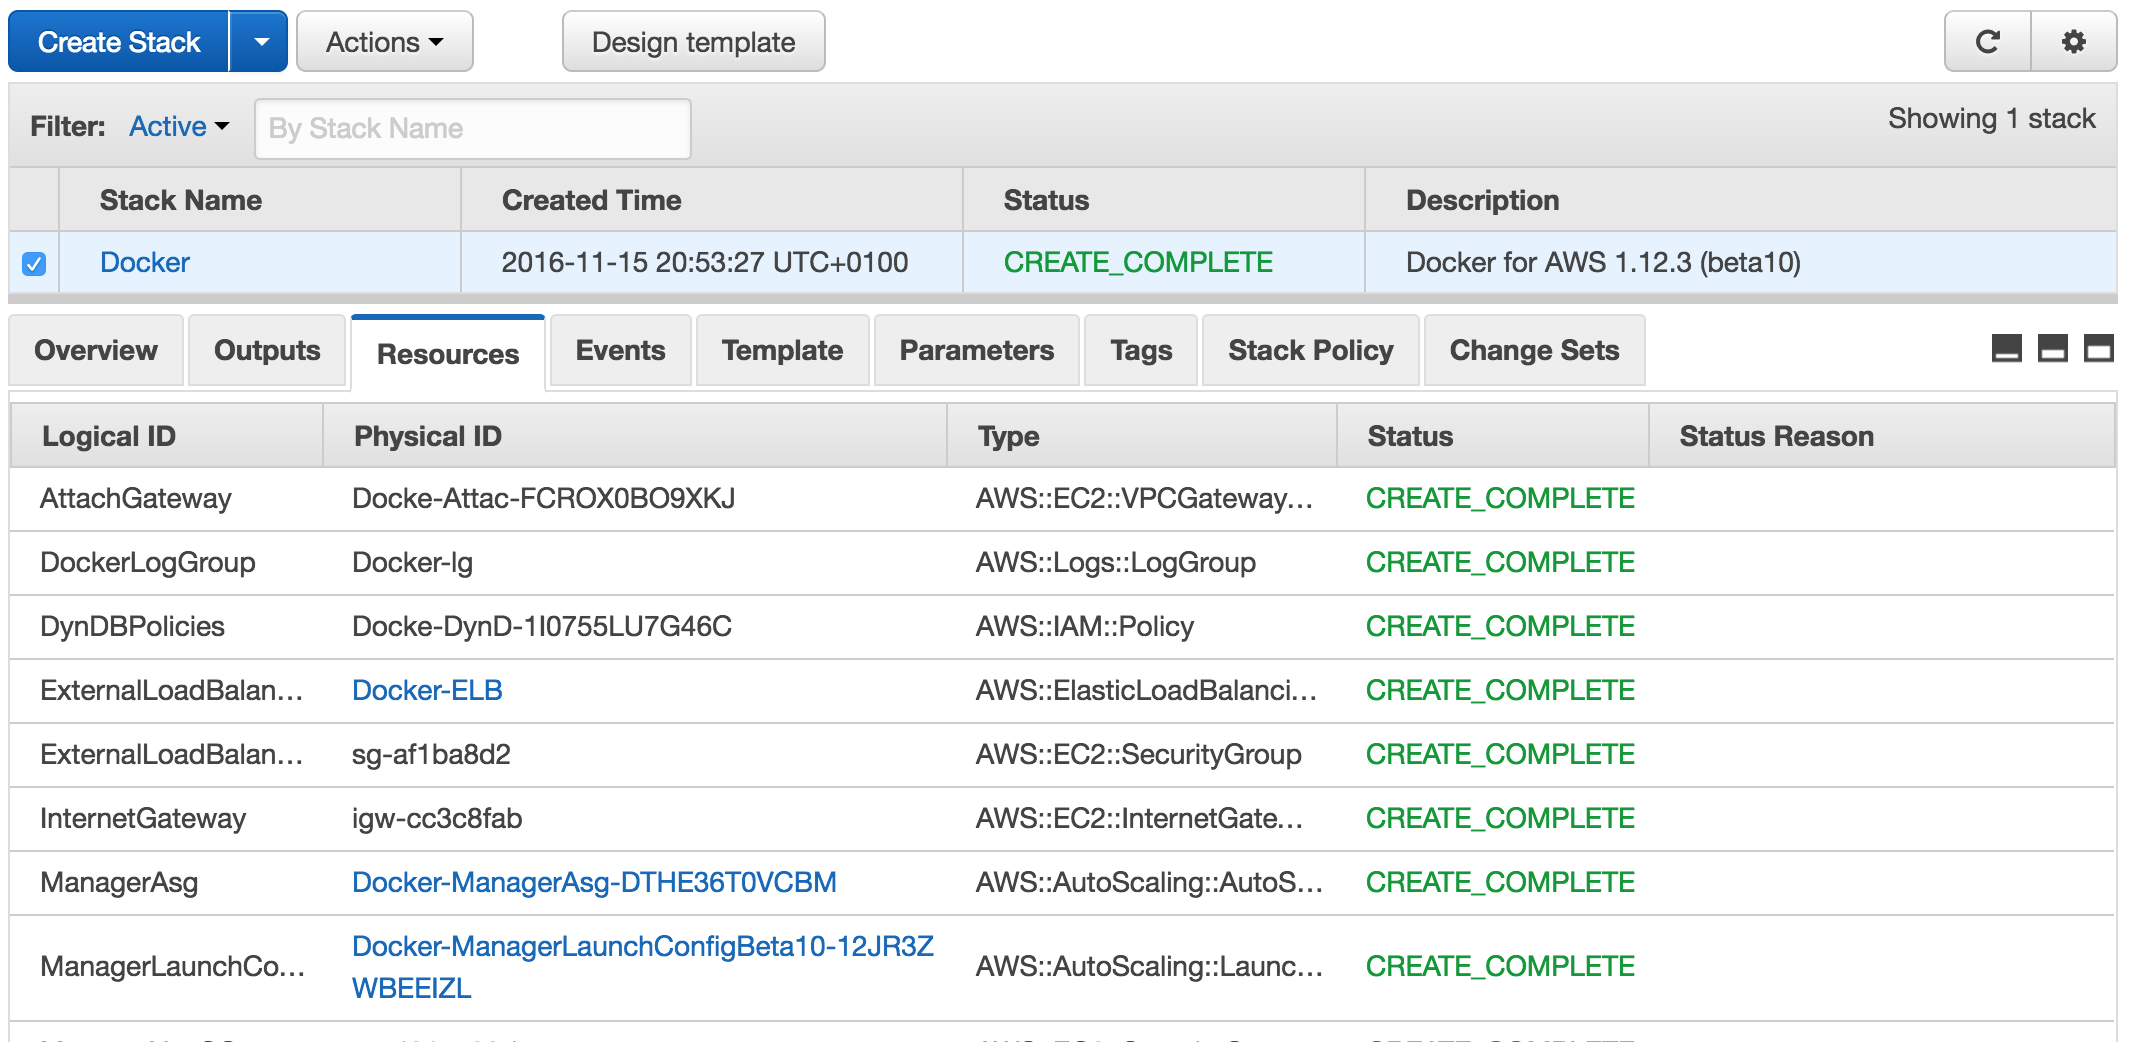 Create Stack Actions Design template
Filter: Active By Stack Name Showing 1 stack
Stack Name Created Time Status Description
Docker 2016-11-15 20:53:27 UTC+0100 CREATE_COMPLETE Docker for AWS 1.12.3 (beta10)
Overview Outputs Resources Events Template Parameters Tags Stack Policy Change Sets
Logical ID Physical ID Type Status Status Reason
AttachGateway Docke-Attac-FCROX0BO9XKJ AWS::EC2::VPCGateway... CREATE_COMPLETE
DockerLogGroup Docker-lg AWS::Logs::LogGroup CREATE_COMPLETE
DynDBPolicies Docke-DynD-1I0755LU7G46C AWS::IAM::Policy CREATE_COMPLETE
ExternalLoadBalan... Docker-ELB AWS::ElasticLoadBalanci... CREATE_COMPLETE
ExternalLoadBalan... sg-af1ba8d2 AWS::EC2::SecurityGroup CREATE_COMPLETE
InternetGateway igw-cc3c8fab AWS::EC2::InternetGate... CREATE_COMPLETE
ManagerAsg Docker-ManagerAsg-DTHE36T0VCBM AWS::AutoScaling::AutoS... CREATE_COMPLETE
ManagerLaunchCo... Docker-ManagerLaunchConfigBeta10-12JR3Z AWS::AutoScaling::Launc... CREATE_COMPLETE
WBEEIZL